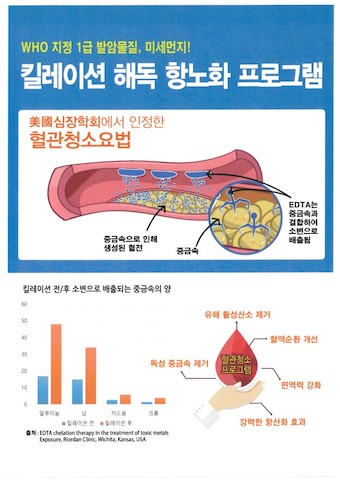 WHO 지정 1급 발암물질, 미세먼지!
킬레이션 해독 항노화 프로그램
美國심장학회에서 인정한
혈관청소요법
EDTA는
중금속과
결합하여
소변으로
배출됨
중금속으로 인해
생성된 혈전
중금속
킬레이션 전/후 소변으로 배출되는 중금속의 양
60
50
40
30
20
10
0
알루미늄 납 카드뮴 크롬
킬레이션 전 킬레이션 후
출처 : EDTA chelation therapy in the treatment of toxic metals
Exposure, Riordan Clinic, Wichita, Kansas, USA
유해 활성산소 제거
혈액순환 개선
독성 중금속 제거
혈관청소
프로그램
면역력 강화
강력한 항산화 효과